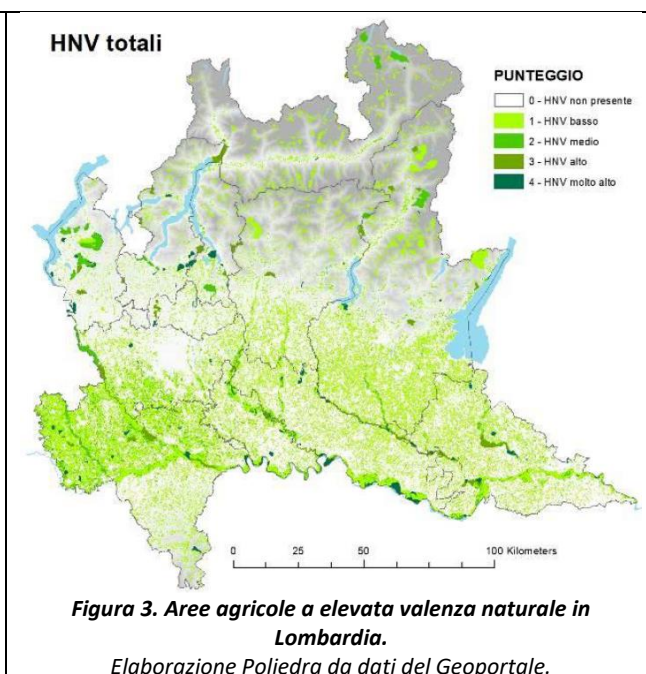 HNV totali
PUNTEGGIO
0 - HNV non presente
1 - HNV basso
2 - HNV medio
3 - HNV alto
4 - HNV molto alto
0 25 50 100 Kilometers
Figura 3. Aree agricole a elevata valenza naturale in
Lombardia.
Elaborazione Poliedra da dati del Geoportale.